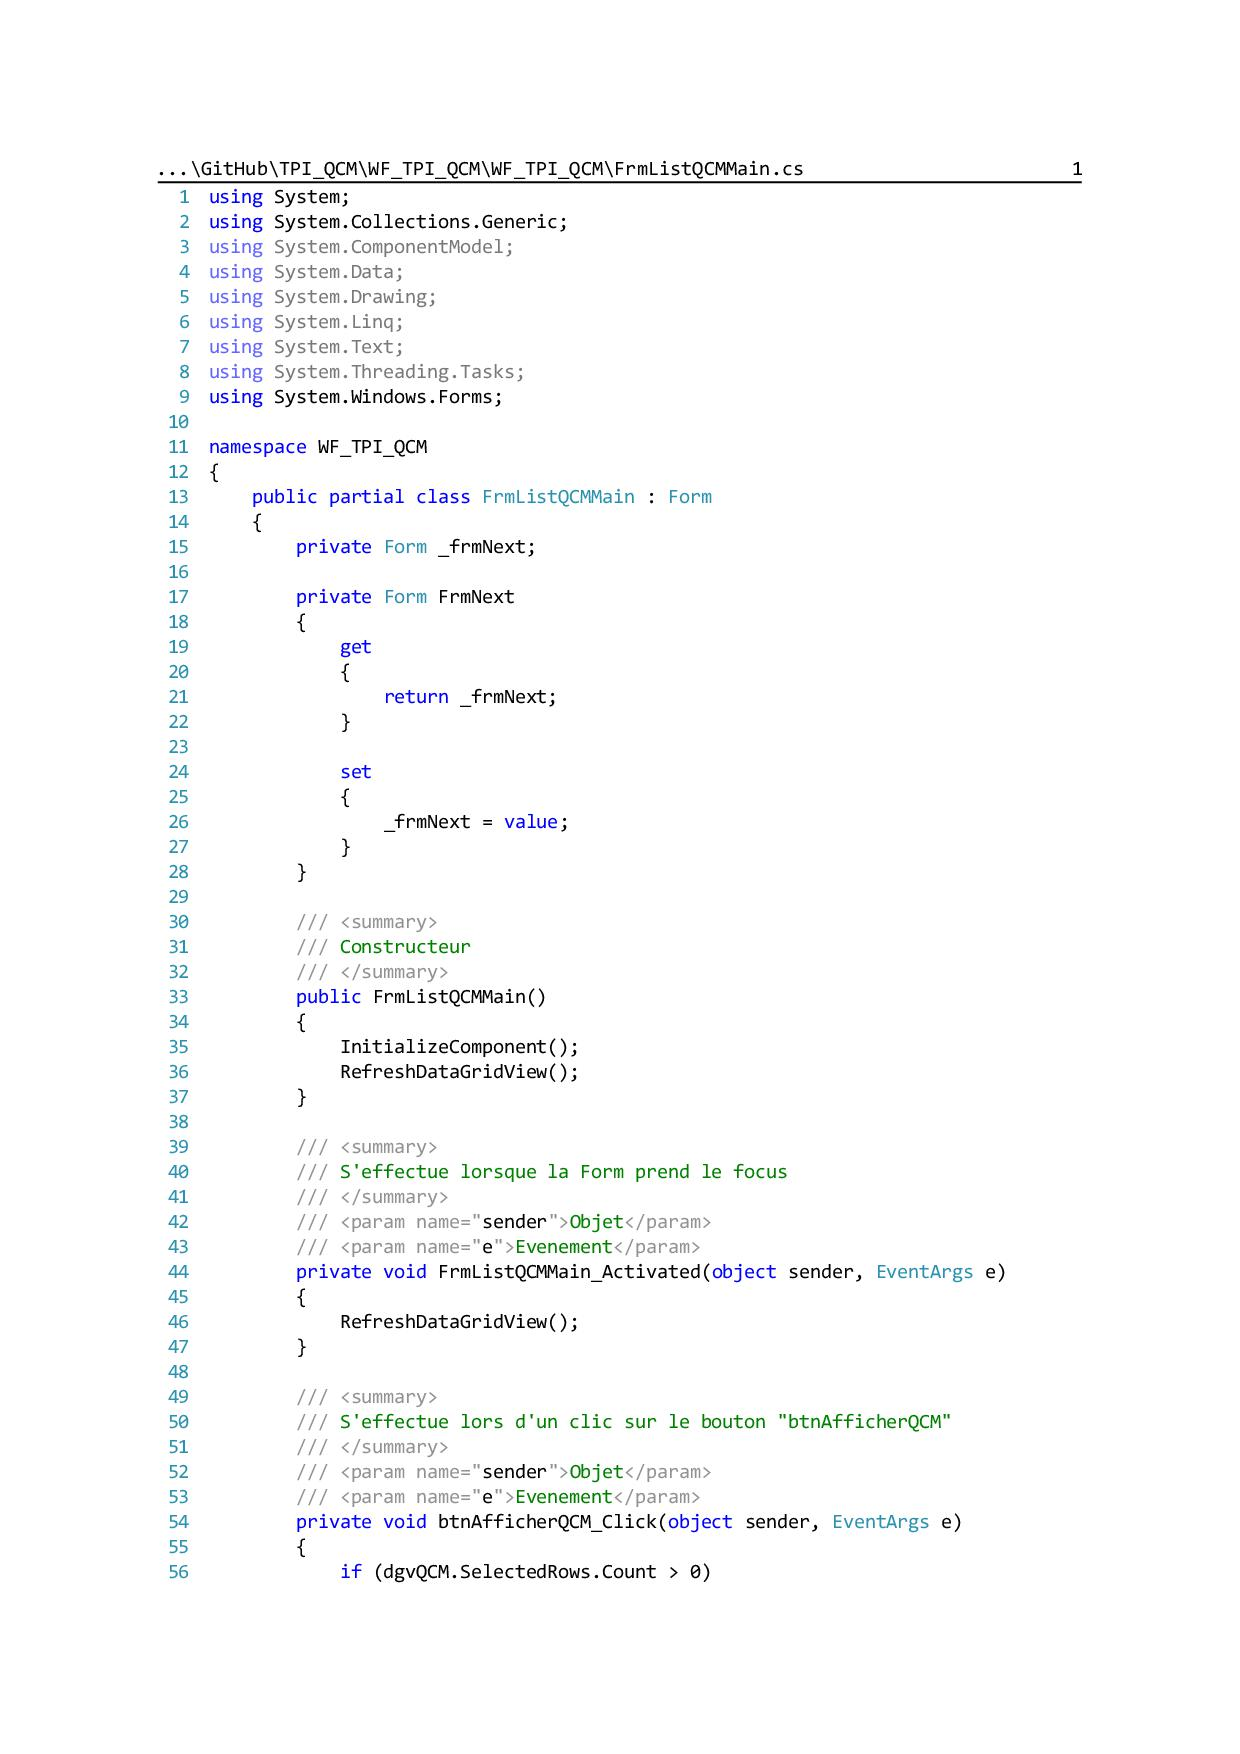 ...\GitHub\TPI_QCM\WF_TPI_QCM\WF_TPI_QCM\FrmListQCMMain.cs 1
1 using System;
2 using System.Collections.Generic;
3 using System.ComponentModel;
4 using System.Data;
5 using System.Drawing;
6 using System.Linq;
7 using System.Text;
8 using System.Threading.Tasks;
9 using System.Windows.Forms;
10
11 namespace WF_TPI_QCM
12 {
13     public partial class FrmListQCMMain : Form
14     {
15         private Form _frmNext;
16
17         private Form FrmNext
18         {
19             get
20             {
21                 return _frmNext;
22             }
23
24             set
25             {
26                 _frmNext = value;
27             }
28         }
29
30         /// <summary>
31         /// Constructeur
32         /// </summary>
33         public FrmListQCMMain()
34         {
35             InitializeComponent();
36             RefreshDataGridView();
37         }
38
39         /// <summary>
40         /// S'effectue lorsque la Form prend le focus
41         /// </summary>
42         /// <param name="sender">Objet</param>
43         /// <param name="e">Evenement</param>
44         private void FrmListQCMMain_Activated(object sender, EventArgs e)
45         {
46             RefreshDataGridView();
47         }
48
49         /// <summary>
50         /// S'effectue lors d'un clic sur le bouton "btnAfficherQCM"
51         /// </summary>
52         /// <param name="sender">Objet</param>
53         /// <param name="e">Evenement</param>
54         private void btnAfficherQCM_Click(object sender, EventArgs e)
55         {
56             if (dgvQCM.SelectedRows.Count > 0)